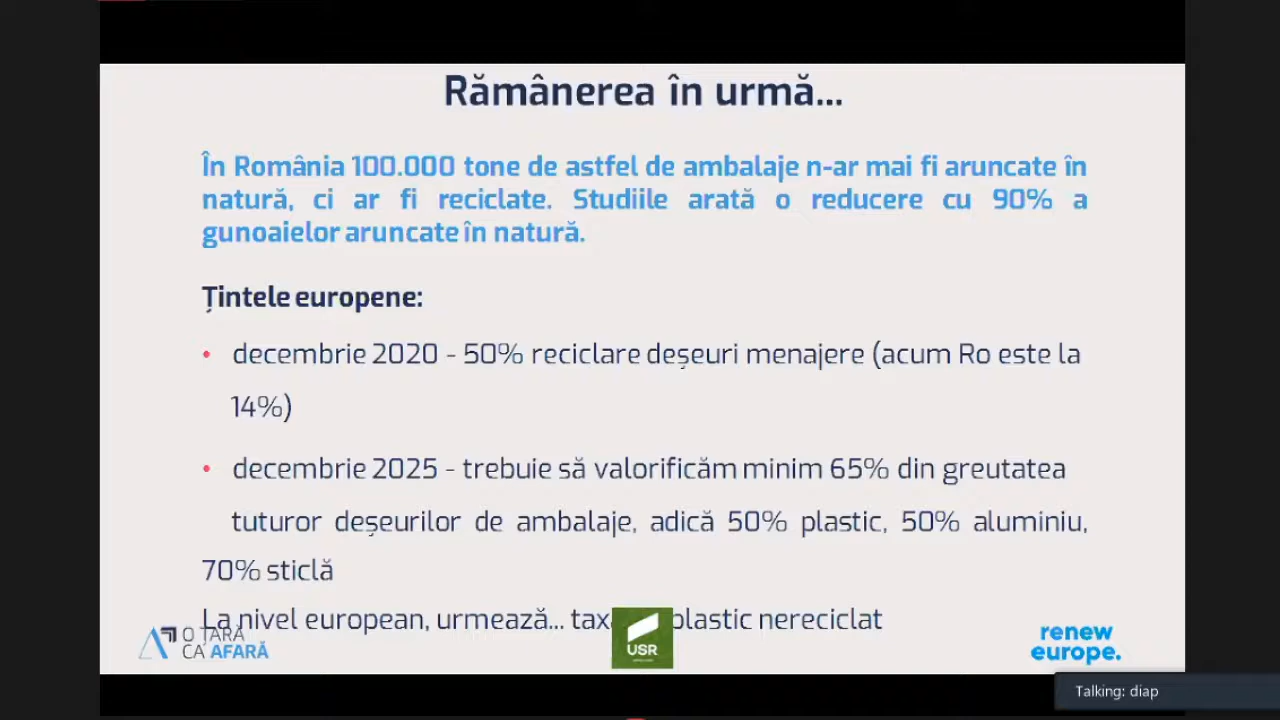 Rămânerea în urmă...
În România 100.000 tone de astfel de ambalaje n-ar mai fi aruncate în
natură, ci ar fi reciclate. Studiile arată o reducere cu 90% a
gunoaielor aruncate în natură.
Țintele europene:
• decembrie 2020 - 50% reciclare deșeuri menajere (acum Ro este la
14%)
• decembrie 2025 - trebuie să valorificăm minim 65% din greutatea
tuturor deșeurilor de ambalaje, adică 50% plastic, 50% aluminiu,
70% sticlă
La nivel european, urmează... plastic nereciclat
O ȚARĂ
CA AFARĂ
USR
renew
europe.
Talking: diap